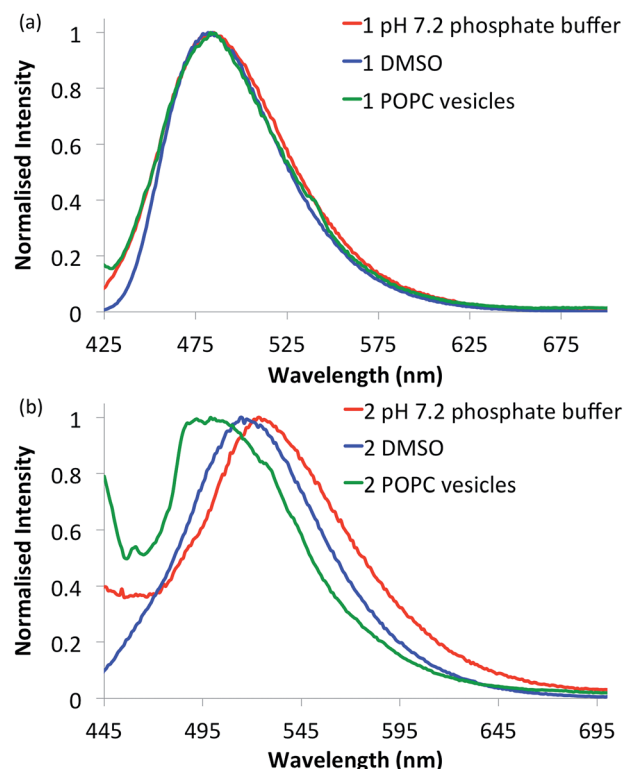 (a)
1 pH 7.2 phosphate buffer
1 DMSO
1 POPC vesicles
Normalised Intensity
1
0.8
0.6
0.4
0.2
0
425 475 525 575 625 675
Wavelength (nm)
(b)
2 pH 7.2 phosphate buffer
2 DMSO
2 POPC vesicles
Normalised Intensity
1
0.8
0.6
0.4
0.2
0
445 495 545 595 645 695
Wavelength (nm)